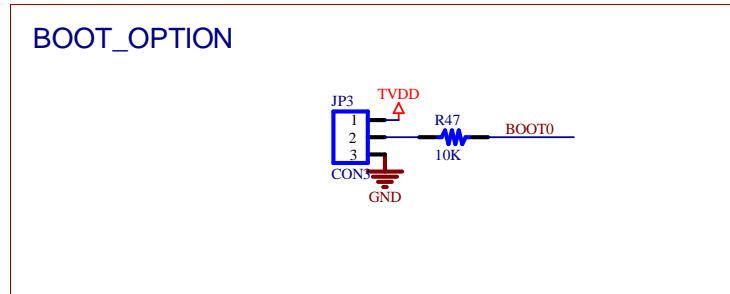 BOOT_OPTION
JP3
TVDD
1
2
3
R47
10K
BOOT0
CON3
GND